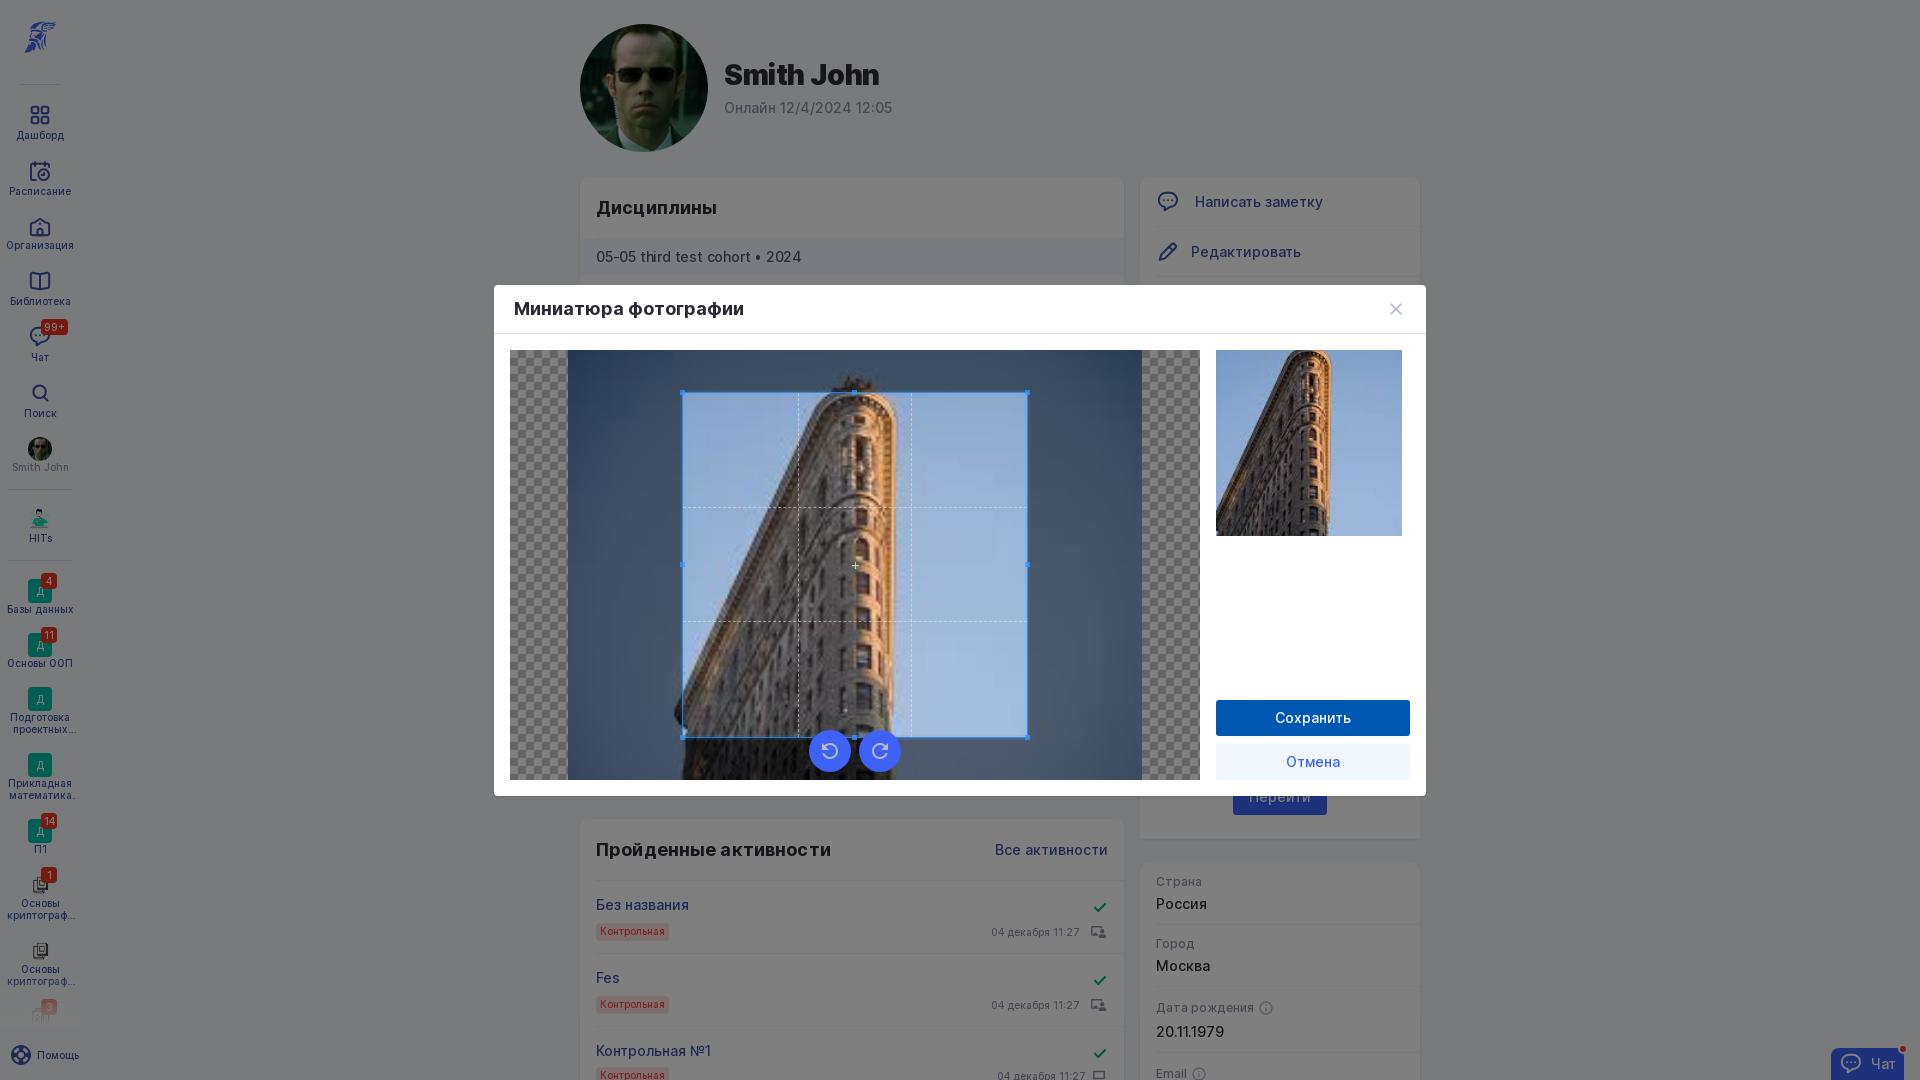 Дашборд
Расписание
Организация
Библиотека
99+
Чат
Поиск
Smith John
HITs
4
Д
Базы данных
11
Д
Основы ООП
Д
Подготовка
проектных...
Д
Прикладная
математика.
14
Д
П1
1
Основы
криптограф...
Основы
криптограф...
3
Помощь
Smith John
Онлайн 12/4/2024 12:05
Дисциплины
05-05 third test cohort • 2024
Написать заметку
Редактировать
Миниатюра фотографии
Сохранить
Отмена
Перейти
Пройденные активности
Все активности
Без названия
Контрольная
04 декабря 11:27
Fes
Контрольная
04 декабря 11:27
Контрольная №1
Контрольная
04 декабря 11:27
Страна
Россия
Город
Москва
Дата рождения
20.11.1979
Email
Чат